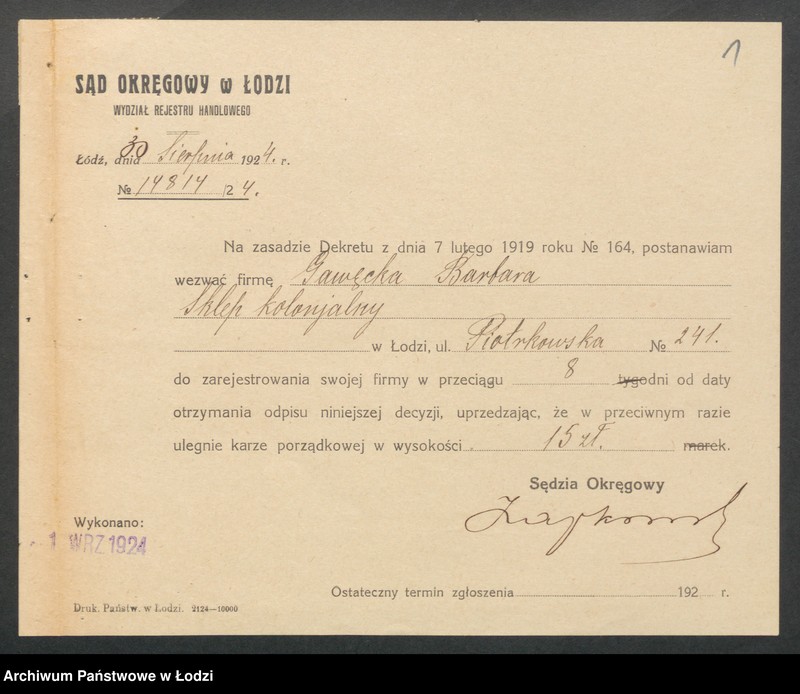 1
SĄD OKRĘGOWY w ŁODZI
WYDZIAŁ REJESTRU HANDLOWEGO
Łódź, dnia 30 Sierpnia 1924. r.
№ 14814 /24.
Na zasadzie Dekretu z dnia 7 lutego 1919 roku № 164, postanawiam
wezwać firmę Gawęcka Barbara
Sklep kolonjalny
w Łodzi, ul. Piotrkowska № 241.
do zarejestrowania swojej firmy w przeciągu 8 tygodni od daty
otrzymania odpisu niniejszej decyzji, uprzedzając, że w przeciwnym razie
ulegnie karze porządkowej w wysokości 15 zł. marek.
Sędzia Okręgowy
Wykonano:
1 WRZ 1924
Ostateczny termin zgłoszenia 192 r.
Druk. Państw. w Łodzi. 2124—10000
Archiwum Państwowe w Łodzi